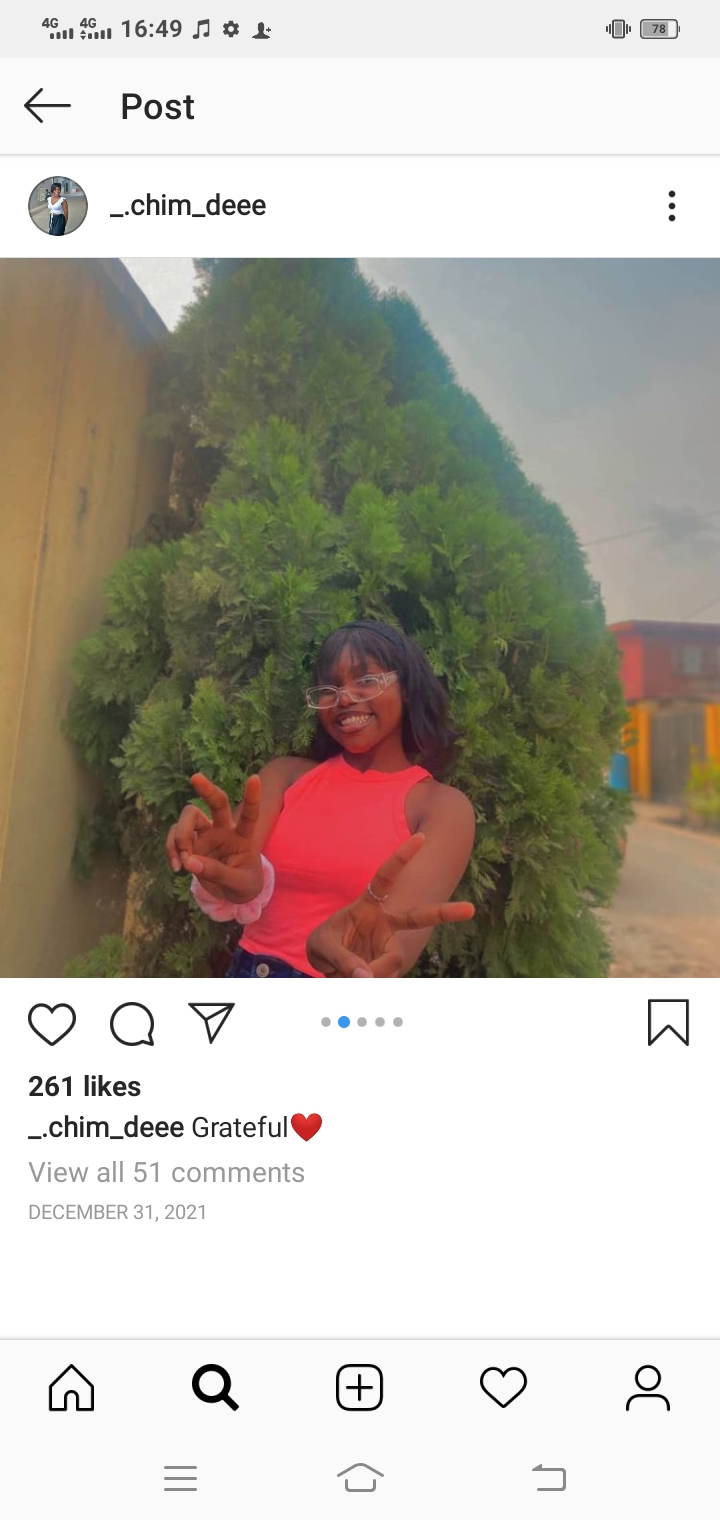 4G 4G 16:49 78
Post
_.chim_deee
261 likes
_.chim_deee Grateful❤️
View all 51 comments
DECEMBER 31, 2021